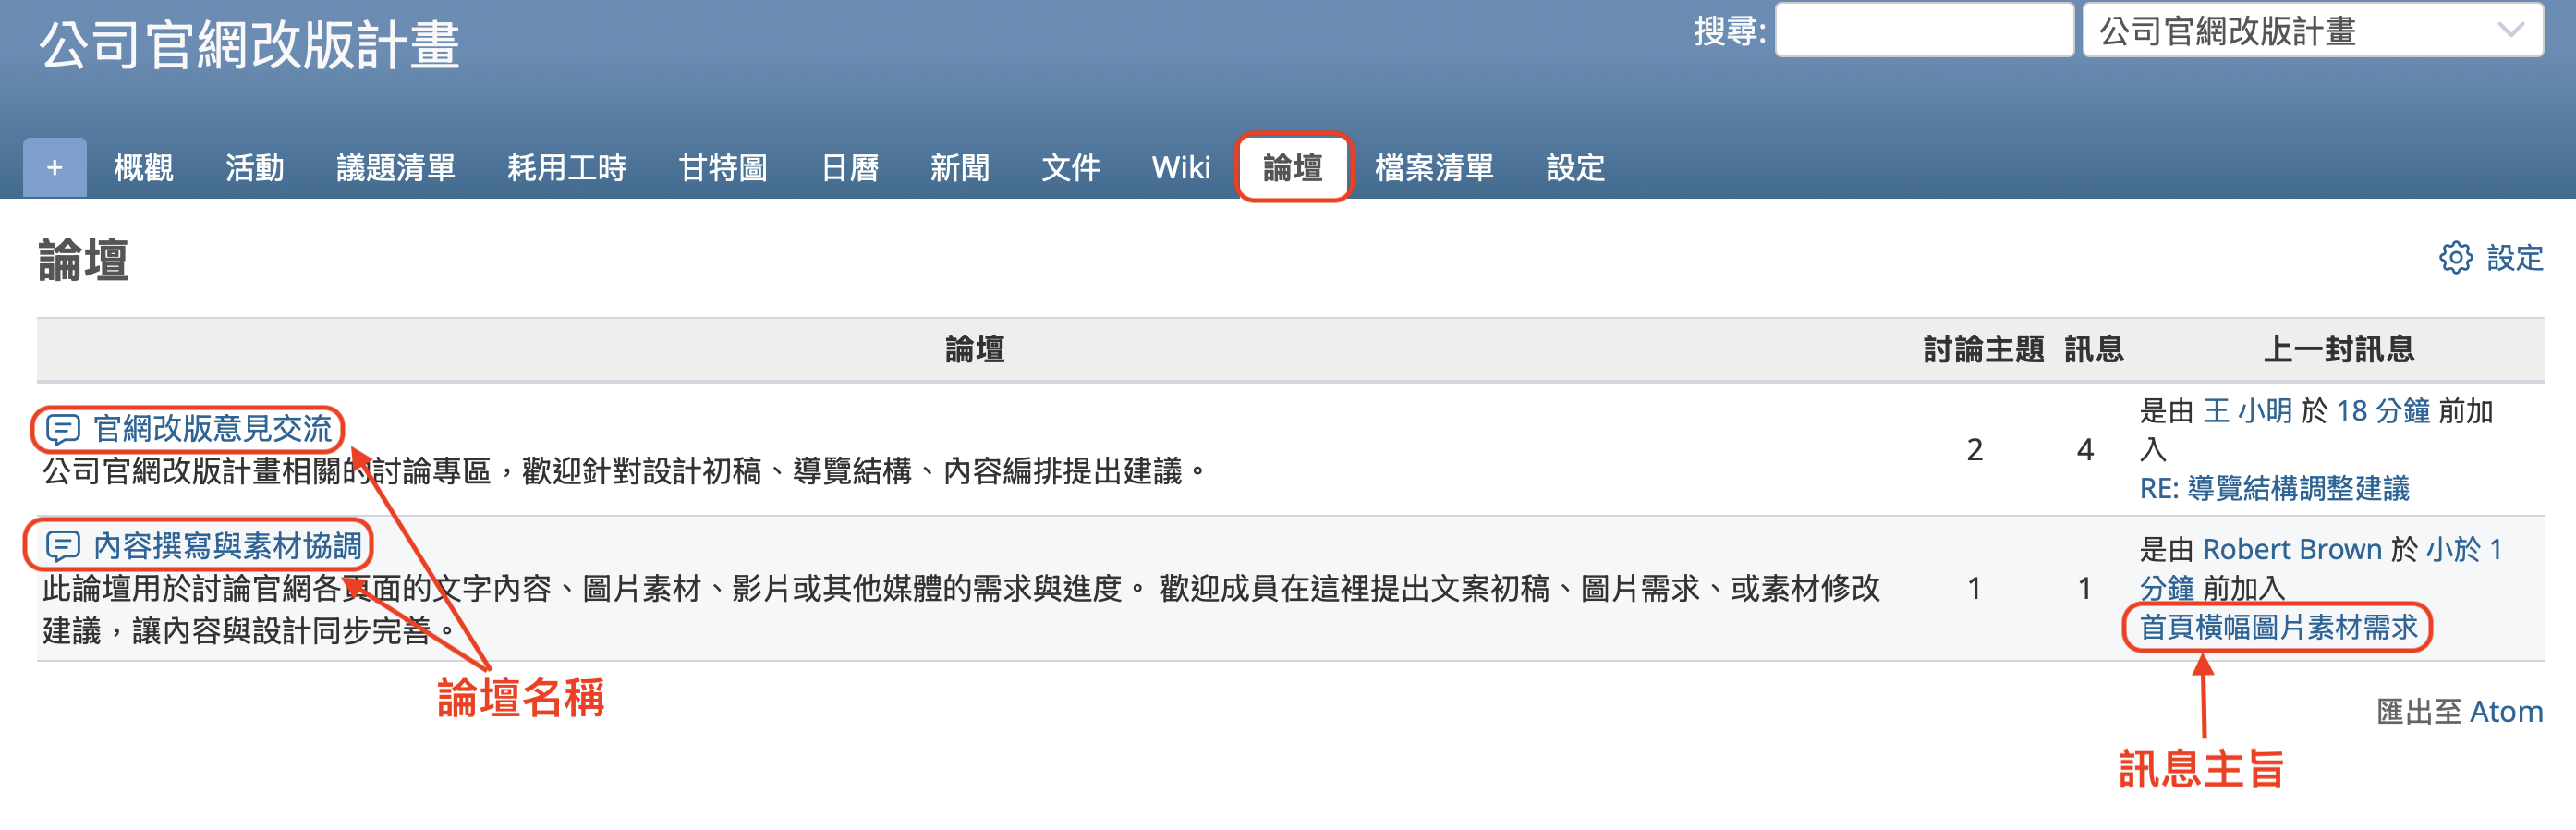 公司官網改版計畫
搜尋:
公司官網改版計畫
+ 概觀 活動 議題清單 耗用工時 甘特圖 日曆 新聞 文件 Wiki 論壇 檔案清單 設定
論壇
設定
論壇 討論主題 訊息 上一封訊息
官網改版意見交流
公司官網改版計畫相關的討論專區，歡迎針對設計初稿、導覽結構、內容編排提出建議。
2
4
是由 王 小明 於 18 分鐘 前加
入
RE: 導覽結構調整建議
內容撰寫與素材協調
此論壇用於討論官網各頁面的文字內容、圖片素材、影片或其他媒體的需求與進度。 歡迎成員在這裡提出文案初稿、圖片需求、或素材修改
建議，讓內容與設計同步完善。
1
1
是由 Robert Brown 於 小於 1
分鐘 前加入
首頁橫幅圖片素材需求
論壇名稱
匯出至 Atom
訊息主旨